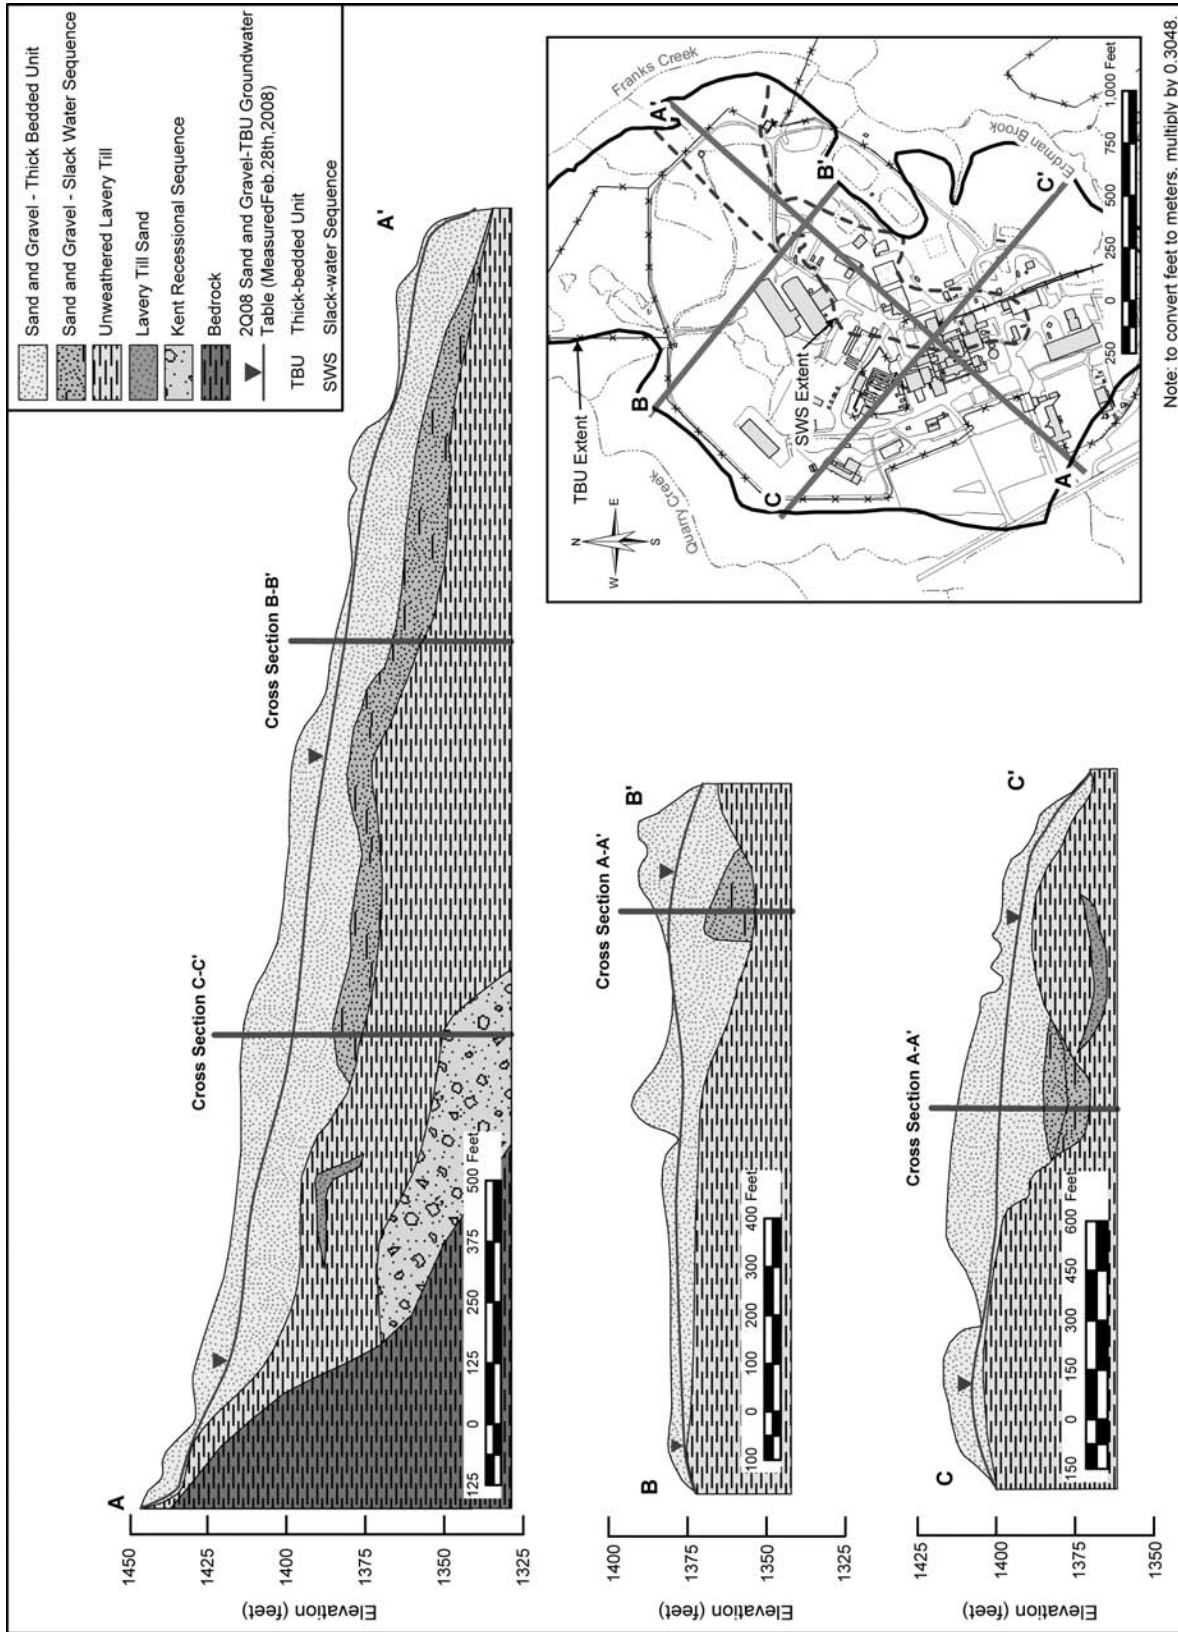 Sand and Gravel - Thick Bedded Unit
Sand and Gravel - Slack Water Sequence
Unweathered Lavery Till
Lavery Till Sand
Kent Recessional Sequence
Bedrock
2Q08 Sand and Gravel-TBU Groundwater
Table (MeasuredFeb.28th,2008)
TBU Thick-bedded Unit
SWS Slack-water Sequence
A
A'
Cross Section C-C'
Cross Section B-B'
1450
1425
1400
1375
1350
1325
Elevation (feet)
125 0 125 250 375 500 Feet
B
B'
Cross Section A-A'
1400
1375
1350
1325
Elevation (feet)
100 0 100 200 300 400 Feet
C
C'
Cross Section A-A'
1425
1400
1375
1350
Elevation (feet)
150 0 150 300 450 600 Feet
N
E
S
W
TBU Extent
SWS Extent
Quarry Creek
Franks Creek
Erdman Brook
A
A'
B
B'
C
C'
250 0 250 500 750 1,000 Feet
Note: to convert feet to meters, multiply by 0.3048.